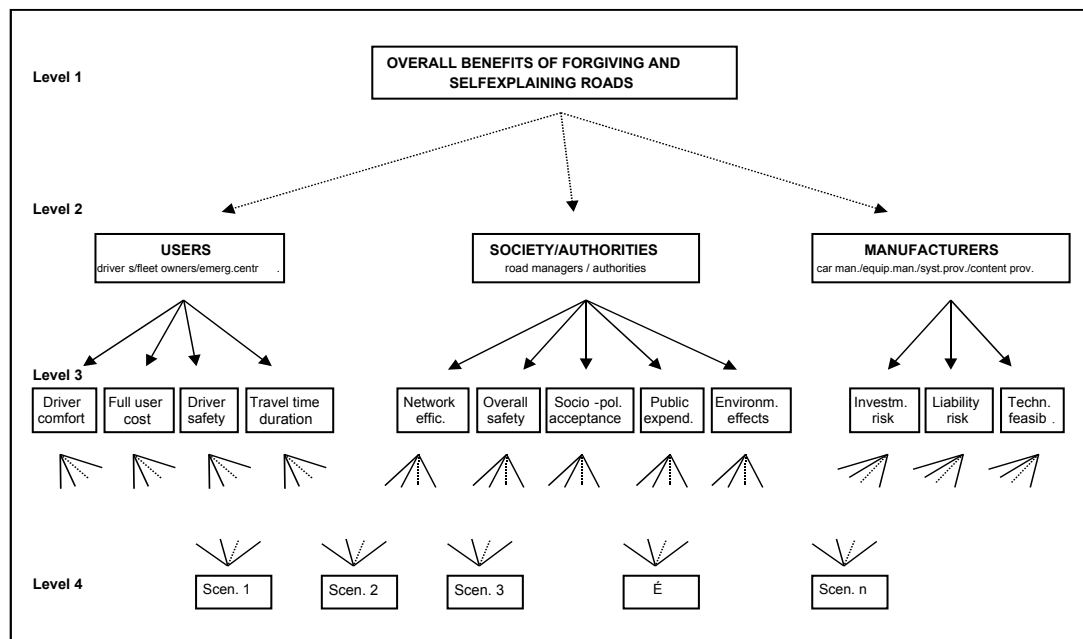 Level 1
OVERALL BENEFITS OF FORGIVING AND
SELFEXPLAINING ROADS
Level 2
USERS
driver s/fleet owners/emerg.centr .
SOCIETY/AUTHORITIES
road managers / authorities
MANUFACTURERS
car man./equip.man./syst.prov./content prov.
Level 3
Driver
comfort
Full user
cost
Driver
safety
Travel time
duration
Network
effic.
Overall
safety
Socio -pol.
acceptance
Public
expend.
Environm.
effects
Investm.
risk
Liability
risk
Techn.
feasib .
Level 4
Scen. 1
Scen. 2
Scen. 3
É
Scen. n